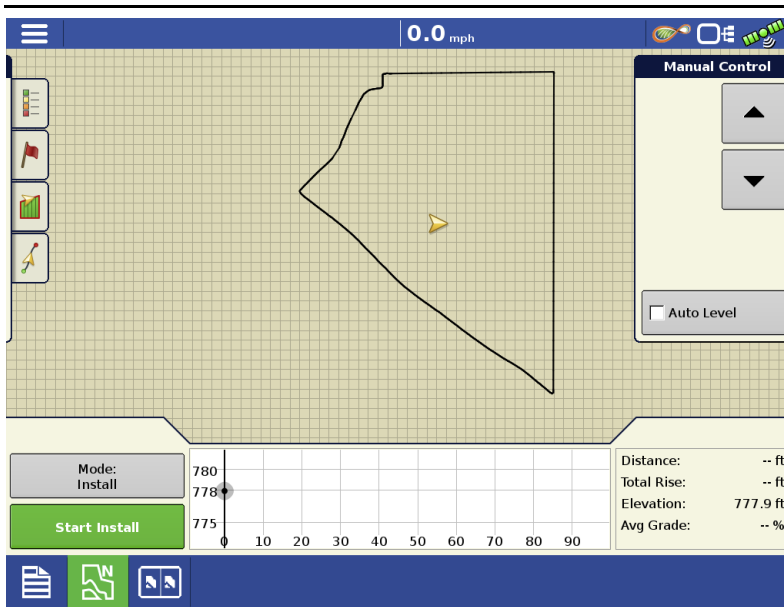 0.0 mph
Manual Control
Auto Level
N
Mode:
Install
Start Install
780
778
775
0 10 20 30 40 50 60 70 80 90
Distance: -- ft
Total Rise: -- ft
Elevation: 777.9 ft
Avg Grade: -- %